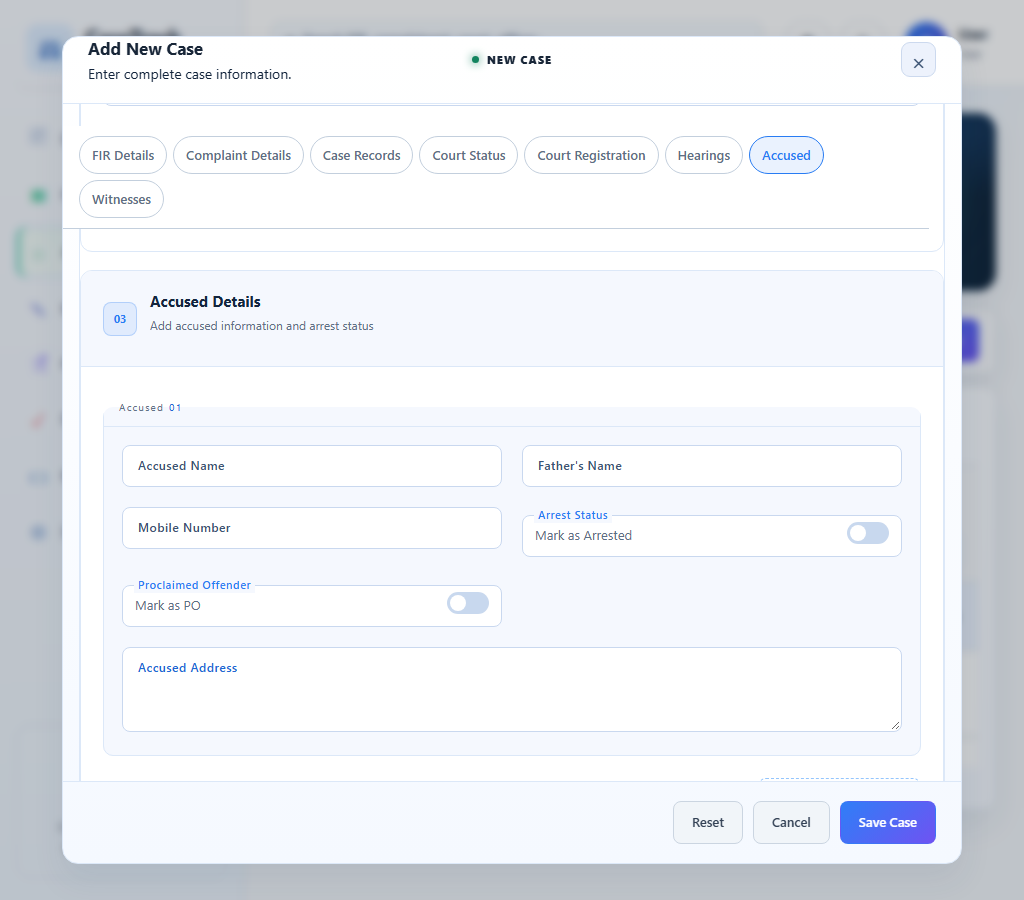 Add New Case
Enter complete case information.
NEW CASE
FIR Details
Complaint Details
Case Records
Court Status
Court Registration
Hearings
Accused
Witnesses
03
Accused Details
Add accused information and arrest status
Accused 01
Accused Name
Father's Name
Mobile Number
Arrest Status
Mark as Arrested
Proclaimed Offender
Mark as PO
Accused Address
Reset
Cancel
Save Case